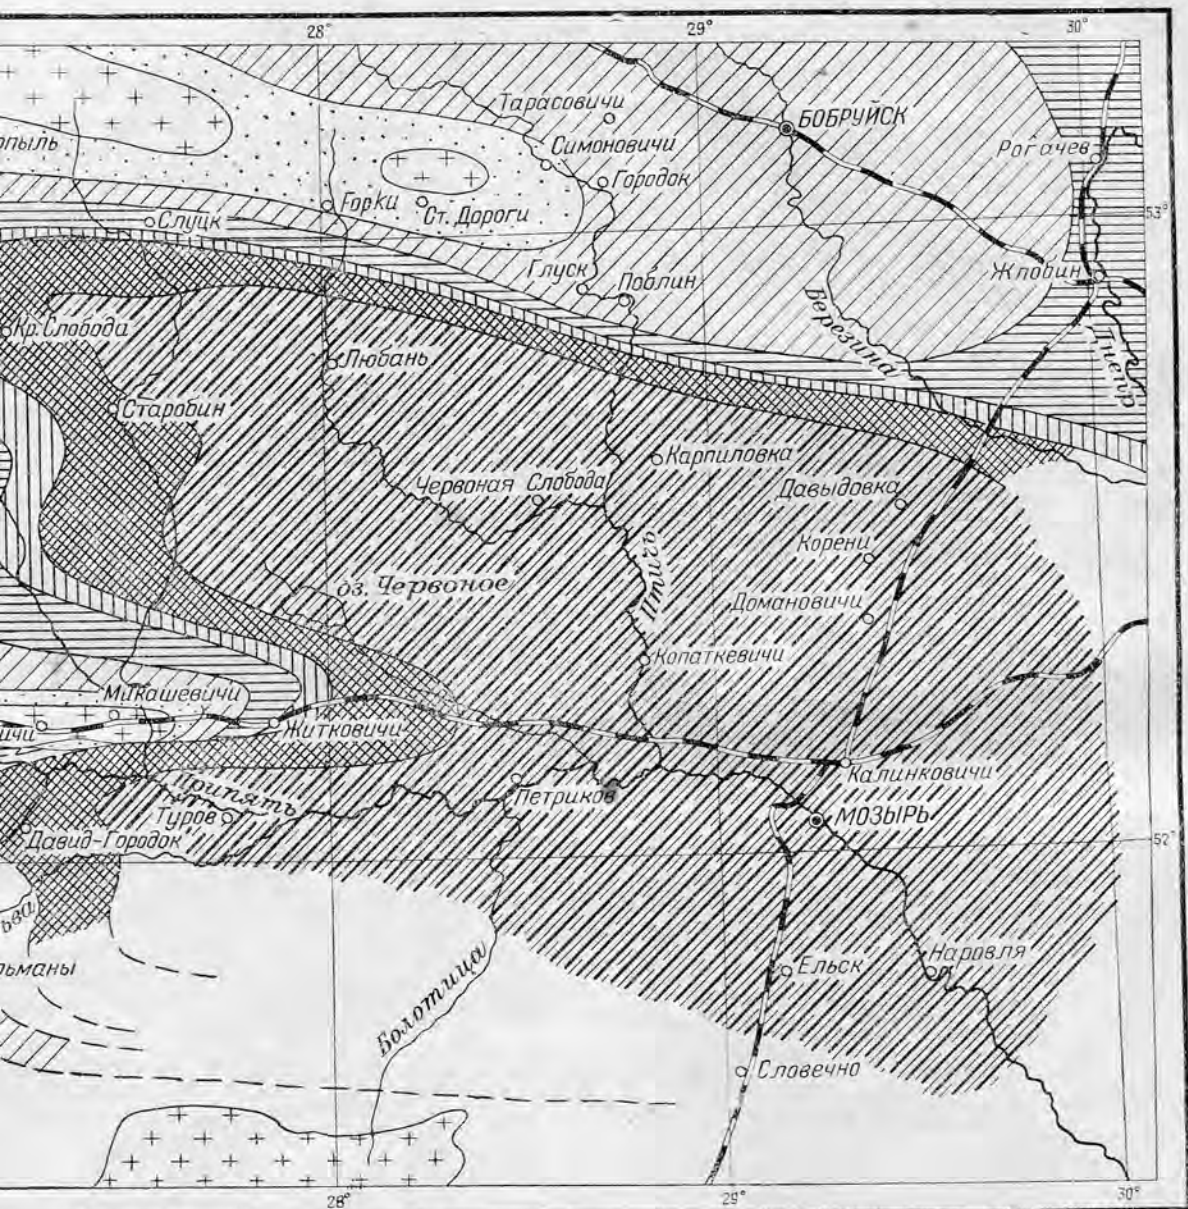 28°
29°
30°
Тарасовичи
БОБРУЙСК
Рогачев
Симоновичи
Городок
Горки
Ст. Дороги
Слуцк
53°
Глуск
Поблин
Жлобин
Березина
Днепр
Кр. Слобода
Любань
Старобин
Карпиловка
Червоная Слобода
Давыдовка
Корени
оз. Червоное
Птич
Домановичи
Копаткевичи
Микашевичи
Житковичи
Калинковичи
Припять
Петриков
Туров
МОЗЫРЬ
Давид-Городок
52°
Наровля
Ельск
Болотица
Словечно
28°
29°
30°